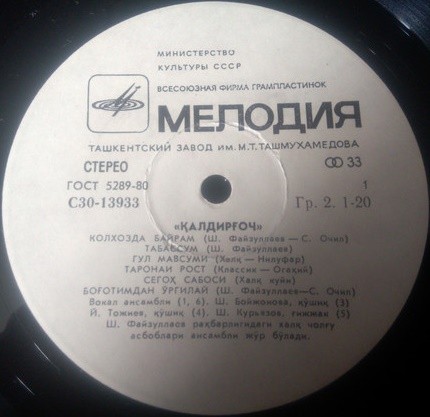 МИНИСТЕРСТВО
КУЛЬТУРЫ СССР
ВСЕСОЮЗНАЯ ФИРМА ГРАМПЛАСТИНОК
МЕЛОДИЯ
ТАШКЕНТСКИЙ ЗАВОД ИМ. М.Т. ТАШМУХАМЕДОВА
СТЕРЕО 33
ГОСТ 5289-80 1
С30-13933 Гр. 2. 1-20
«ҚАЛДИРҒОЧ»
КОЛХОЗДА БАЙРАМ (Ш. Файзуллаев — С. Очил)
ТАБАССУМ (Ш. Файзуллаев)
ГУЛ МАВСУМИ (Халқ — Нилуфар)
ТАРОНАИ РОСТ (Классик — Огаҳий)
СЕГОҲ САБОСИ (Халқ куйи)
БОҒОТИМДАН ЎРГИЛАЙ (Ш. Файзуллаев—С. Очил)
Вокал ансамбли (1, 6). Ш. Боймонова, қўшиқ (3)
Й. Тожиев, қўшиқ (4). Ш. Қурьязов, ғижжак (5)
Ш. Файзуллаев раҳбарлигидаги халқ чолғу
асбоблари ансамбли жўр бўлади.